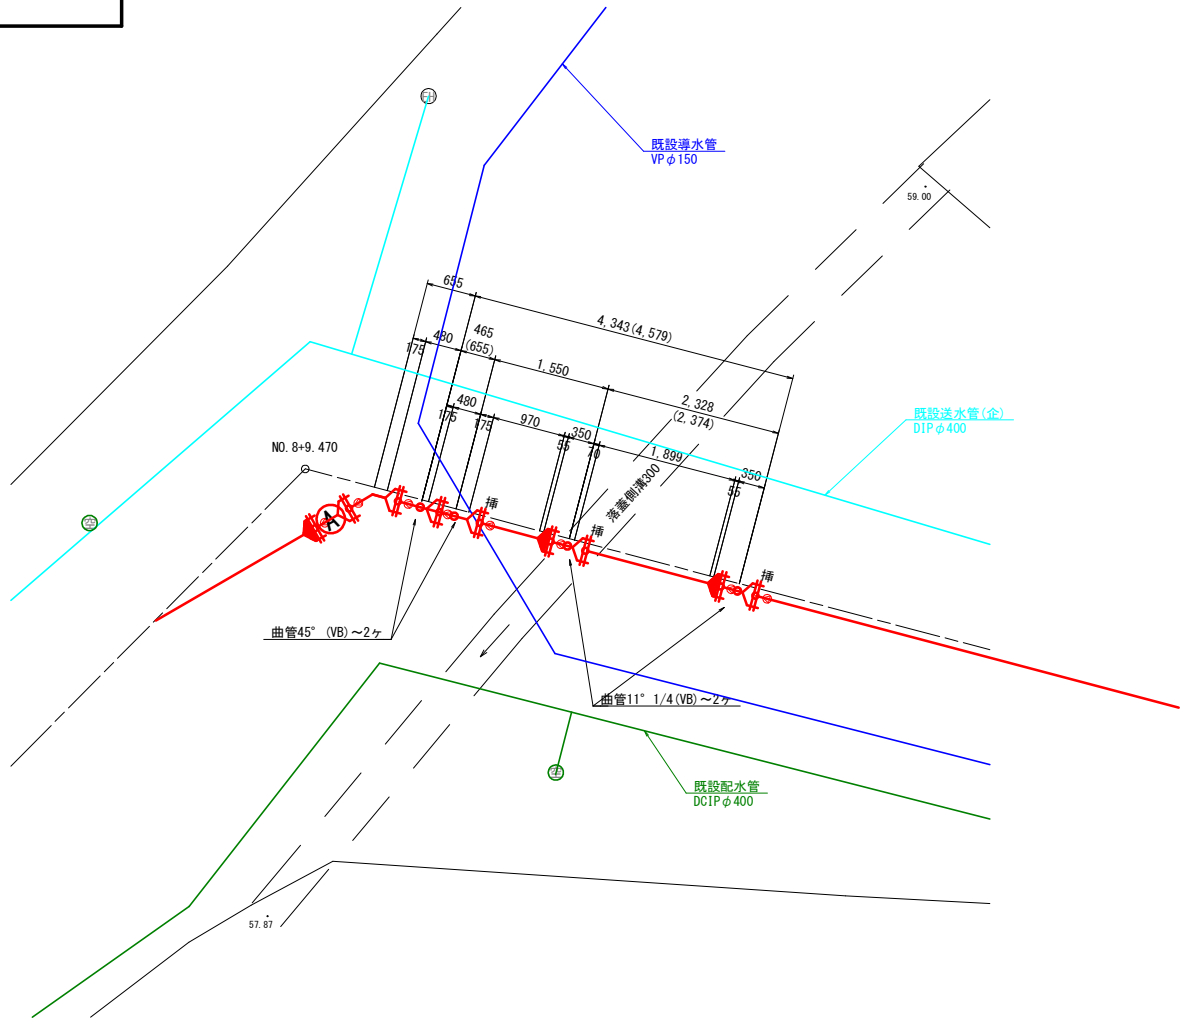 既設導水管
VPφ150
59.00
655
4,343(4,579)
175
480
465
(655)
1,550
2,328
(2,374)
175
480
175
970
55
350
70
1,899
55
350
既設送水管(企)
DIPφ400
NO.8+9.470
落蓋側溝300
挿
挿
挿
空
A
曲管45°(VB)～2ヶ
曲管11°1/4(VB)～2ヶ
既設配水管
DCIPφ400
57.87